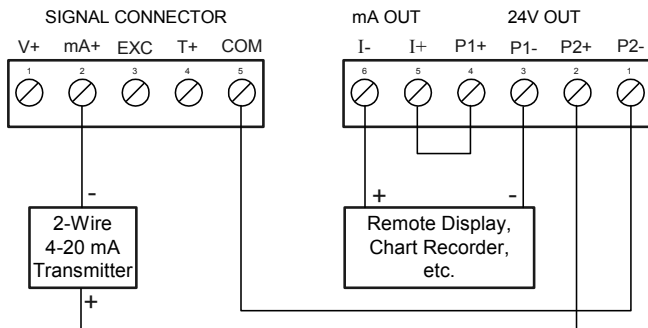 SIGNAL CONNECTOR
mA OUT 24V OUT
V+ mA+ EXC T+ COM
I- I+ P1+ P1- P2+ P2-
1 2 3 4 5
6 5 4 3 2 1
-
+ -
2-Wire
4-20 mA
Transmitter
Remote Display,
Chart Recorder,
etc.
+